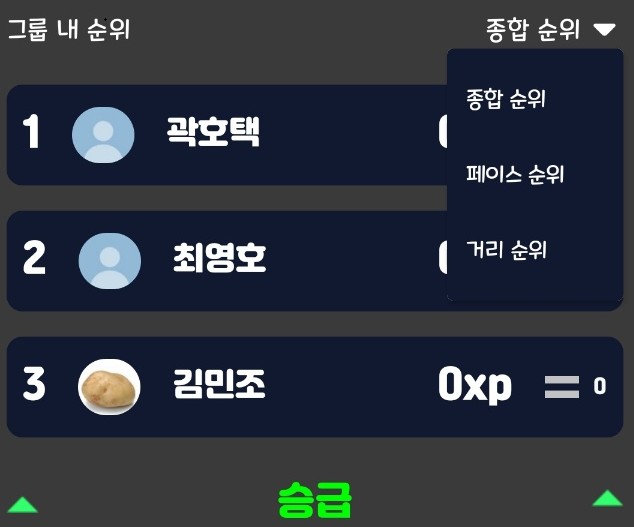 그룹 내 순위
종합 순위
종합 순위
페이스 순위
거리 순위
1 곽호택
2 최영호
3 김민조 0xp 0
승급